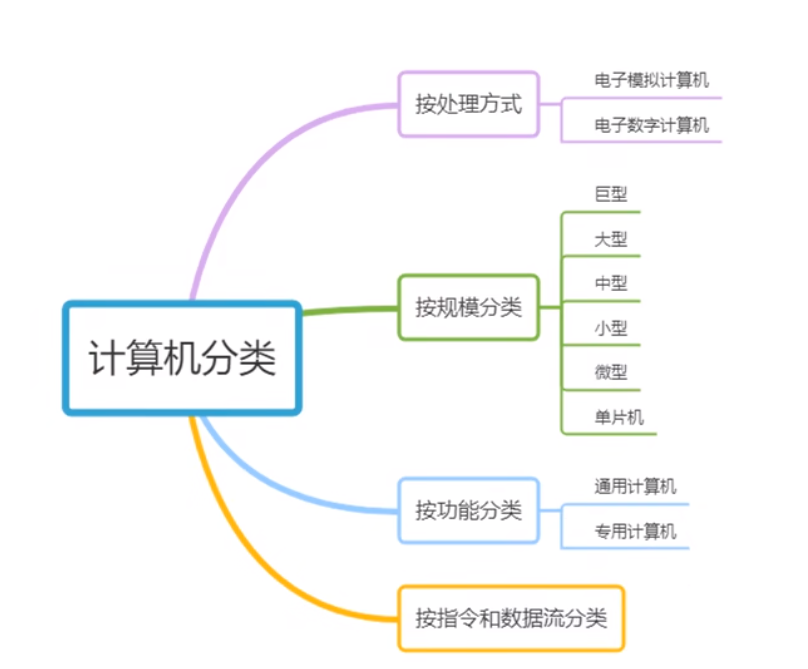 计算机分类
按处理方式
电子模拟计算机
电子数字计算机
按规模分类
巨型
大型
中型
小型
微型
单片机
按功能分类
通用计算机
专用计算机
按指令和数据流分类